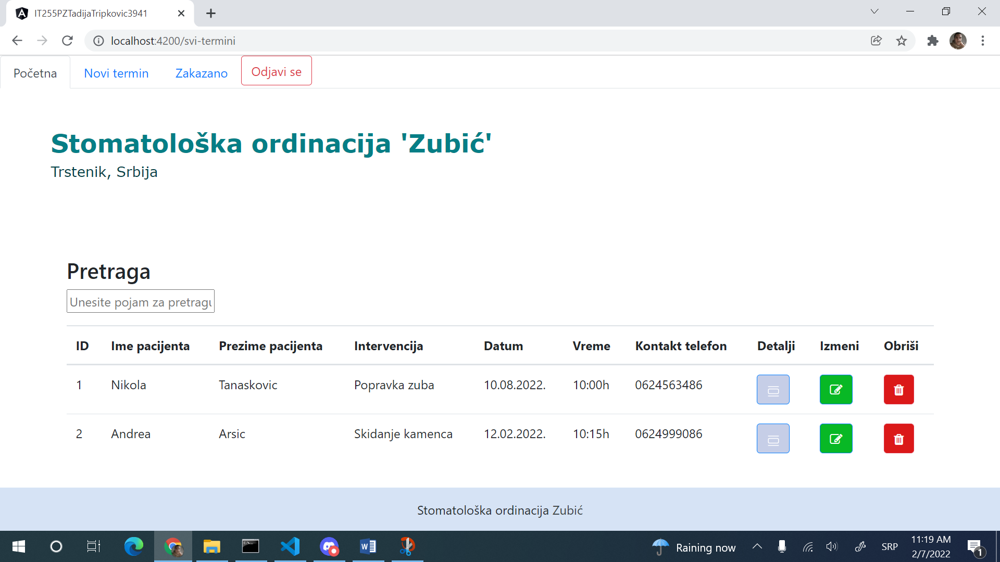 IT255PZTadijaTripkovic3941
localhost:4200/svi-termini
Početna Novi termin Zakazano Odjavi se
Stomatološka ordinacija 'Zubić'
Trstenik, Srbija
Pretraga
Unesite pojam za pretragu
ID Ime pacijenta Prezime pacijenta Intervencija Datum Vreme Kontakt telefon Detalji Izmeni Obriši
1 Nikola Tanaskovic Popravka zuba 10.08.2022. 10:00h 0624563486
2 Andrea Arsic Skidanje kamenca 12.02.2022. 10:15h 0624999086
Stomatološka ordinacija Zubić
Raining now SRP 11:19 AM
2/7/2022 1